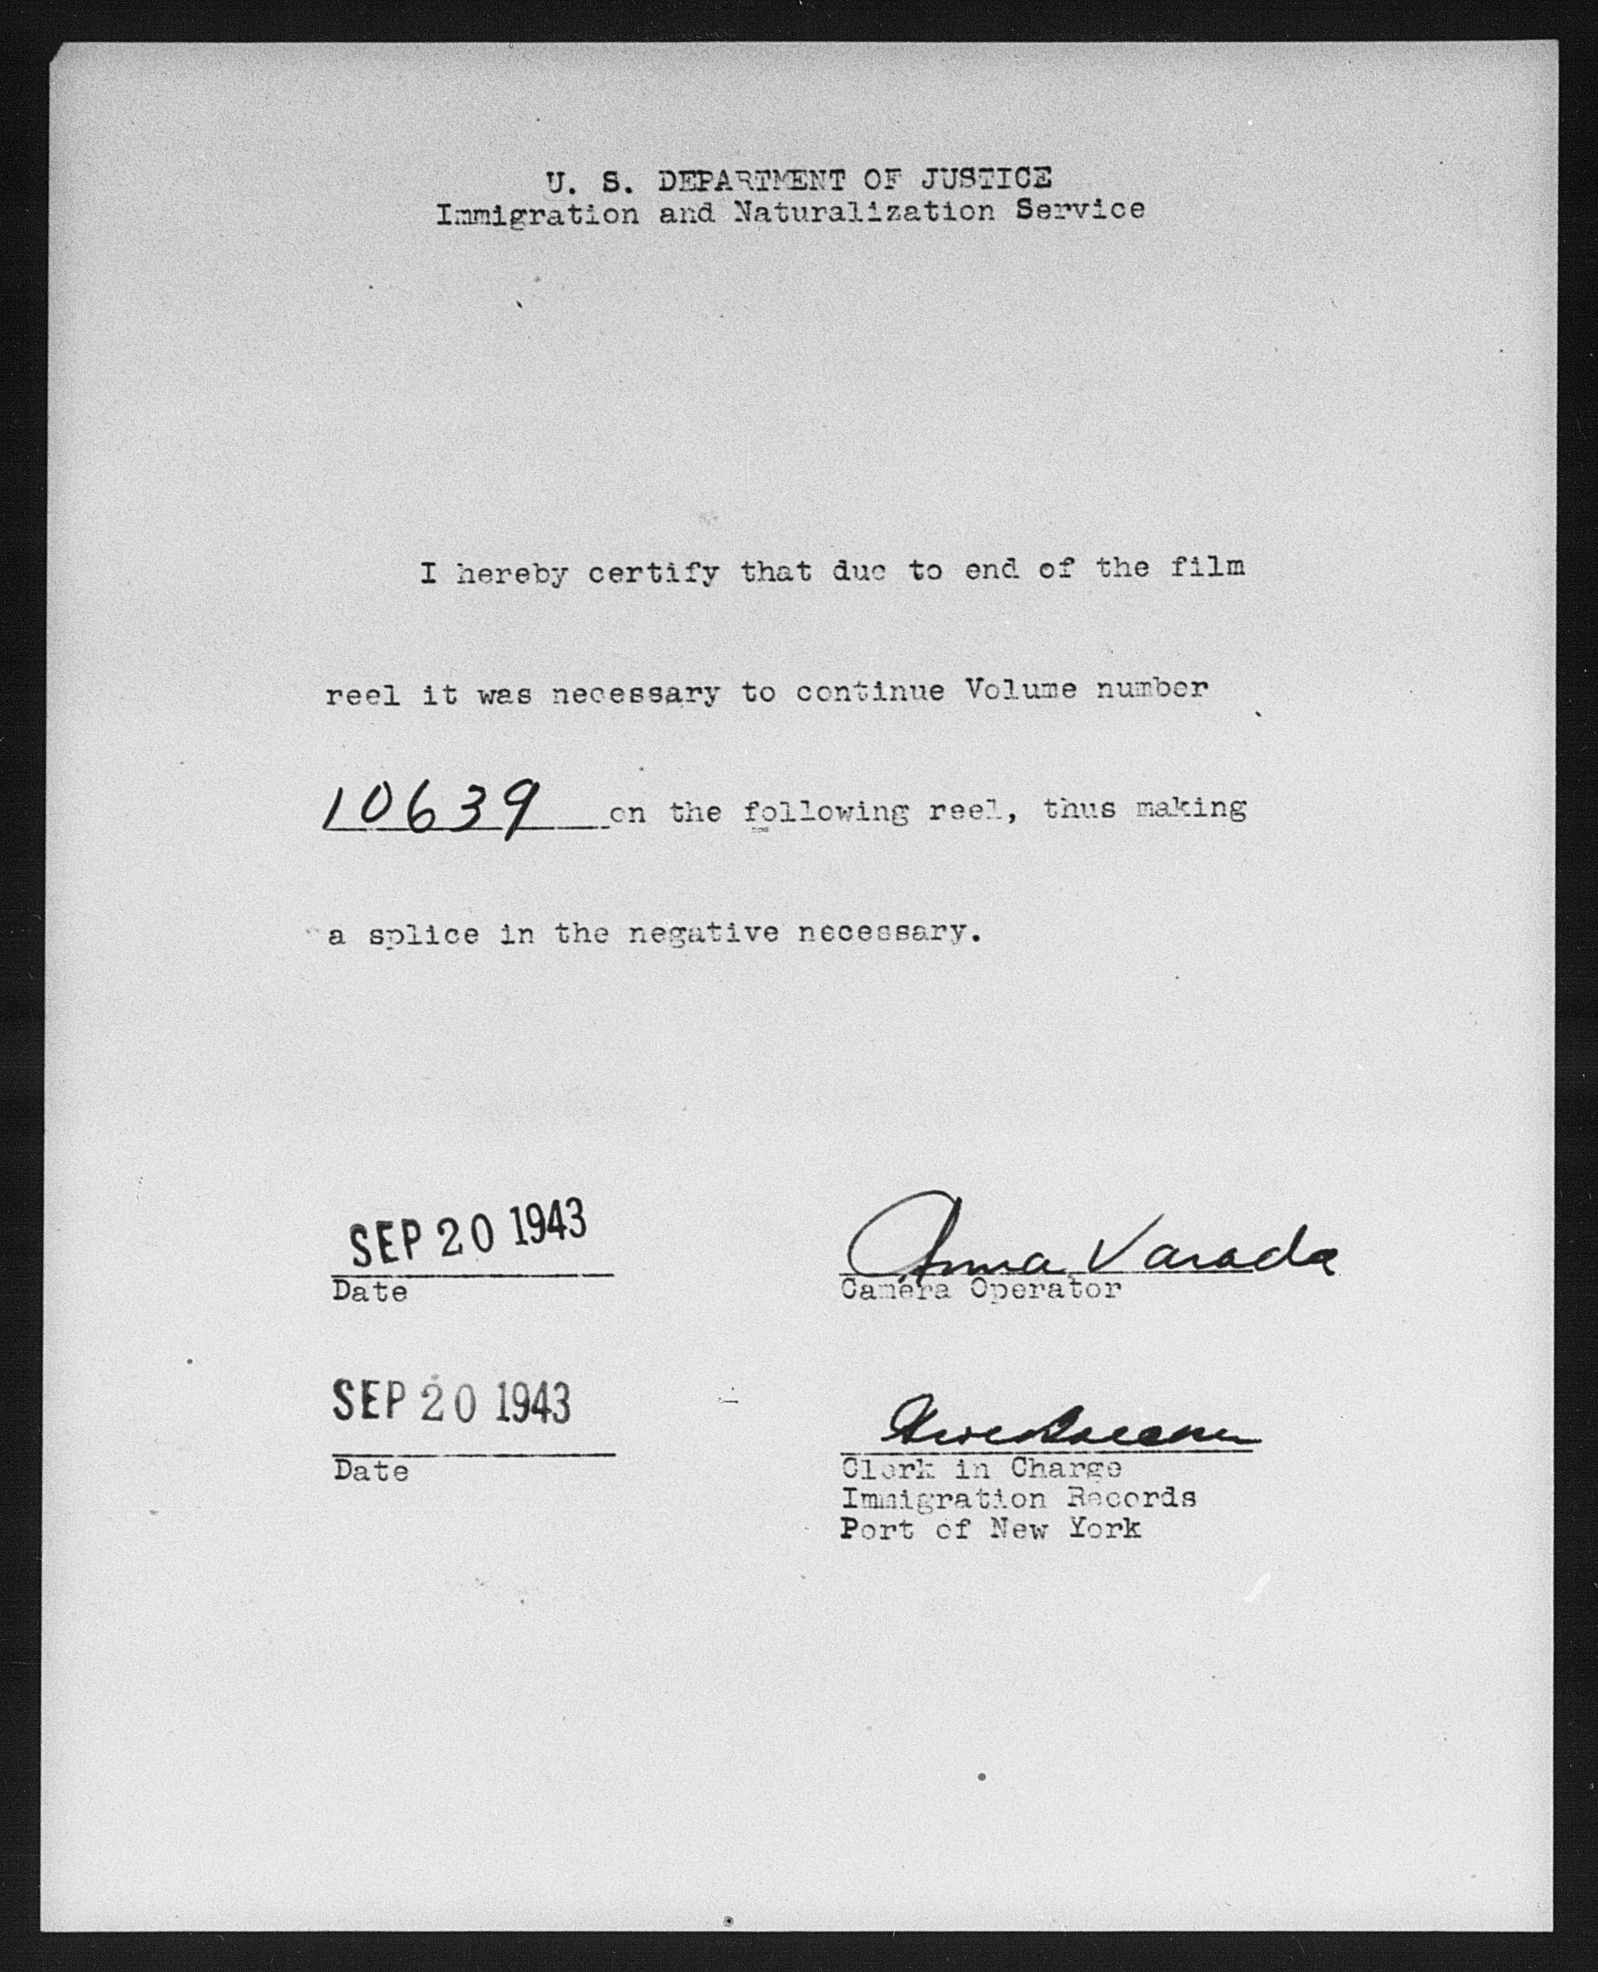 U. S. DEPARTMENT OF JUSTICE
Immigration and Naturalization Service
I hereby certify that due to end of the film
reel it was necessary to continue Volume number
10639 on the following reel, thus making
a splice in the negative necessary.
SEP 20 1943
Anna Varada
Date
Camera Operator
SEP 20 1943
Date
Clerk in Charge
Immigration Records
Port of New York